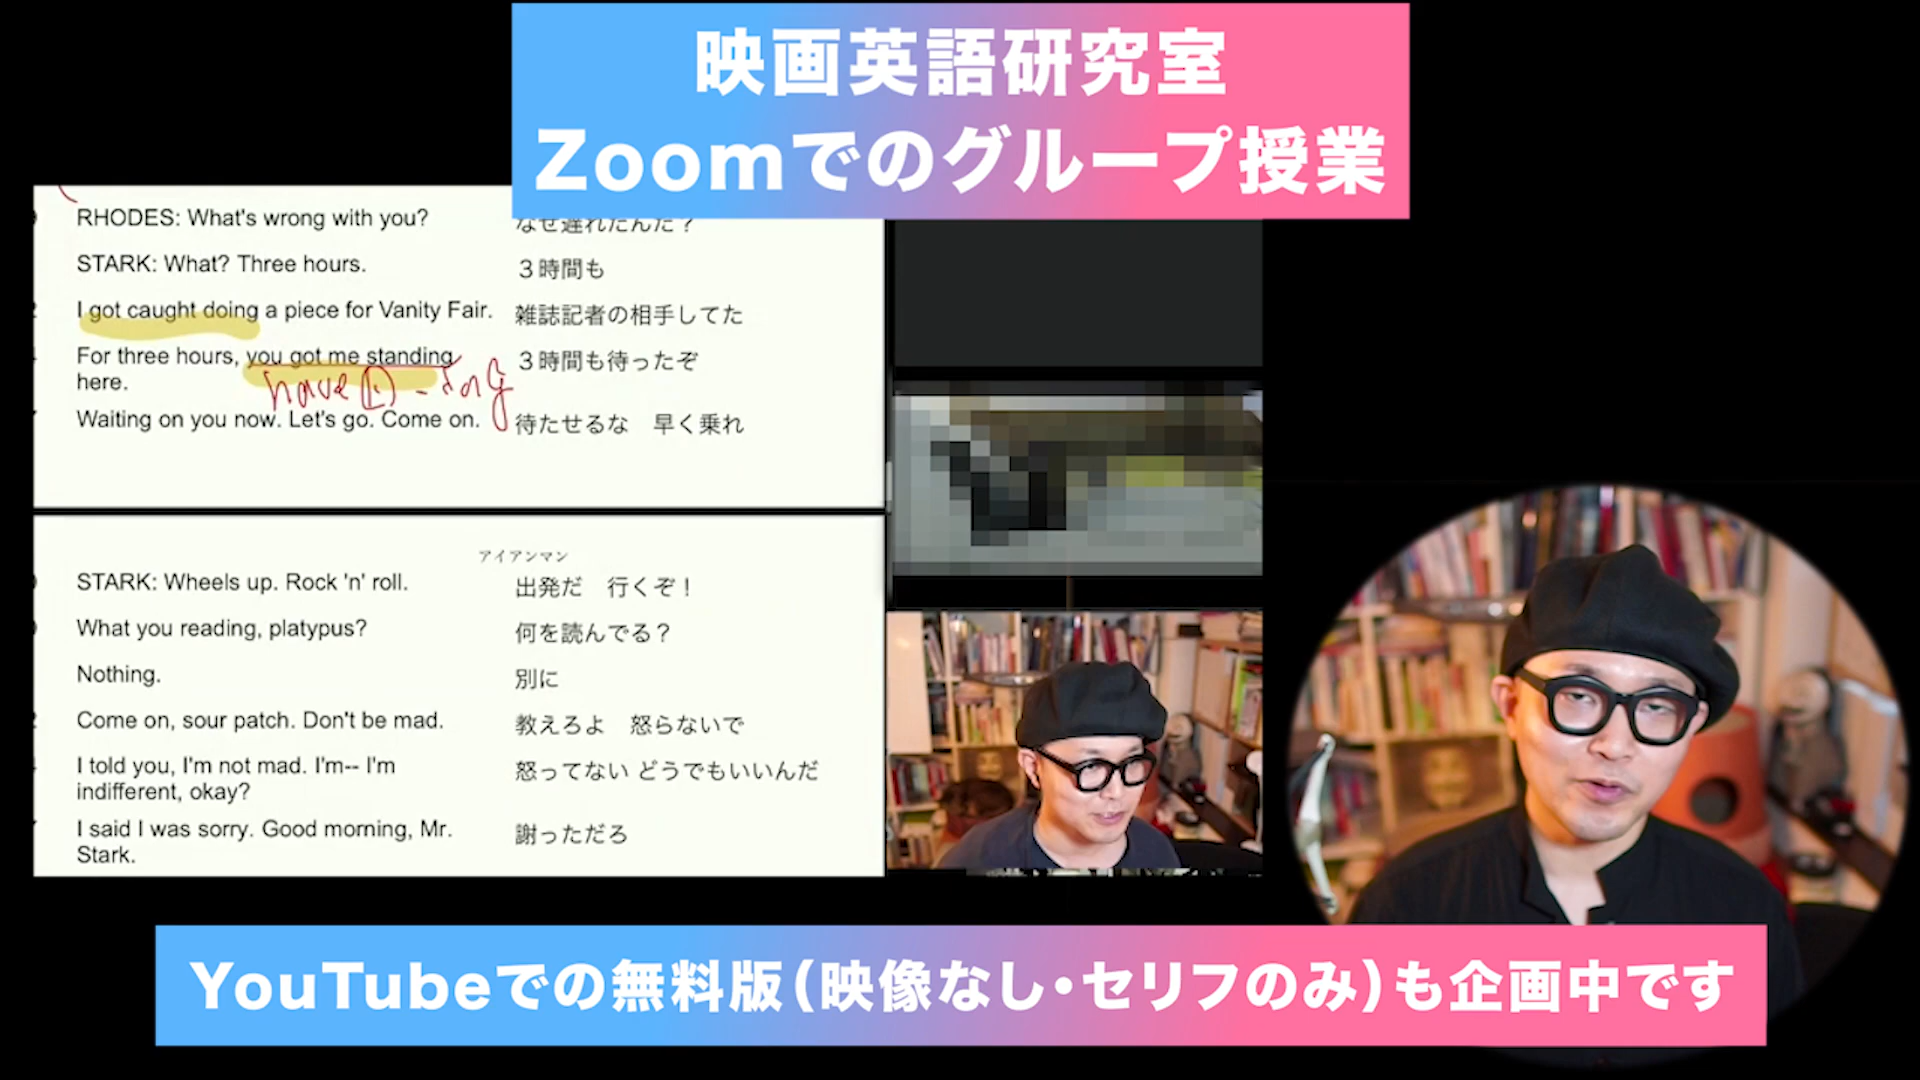 映画英語研究室
Zoomでのグループ授業
RHODES: What's wrong with you?
なぜ遅れたんだ？
STARK: What? Three hours.
３時間も
I got caught doing a piece for Vanity Fair.
雑誌記者の相手してた
For three hours, you got me standing
here.
３時間も待ったぞ
have
ing
Waiting on you now. Let's go. Come on.
待たせるな　早く乗れ
アイアンマン
STARK: Wheels up. Rock 'n' roll.
出発だ　行くぞ！
What you reading, platypus?
何を読んでる？
Nothing.
別に
Come on, sour patch. Don't be mad.
教えろよ　怒らないで
I told you, I'm not mad. I'm-- I'm
indifferent, okay?
怒ってない どうでもいいんだ
I said I was sorry. Good morning, Mr.
Stark.
謝っただろ
YouTubeでの無料版（映像なし・セリフのみ）も企画中です